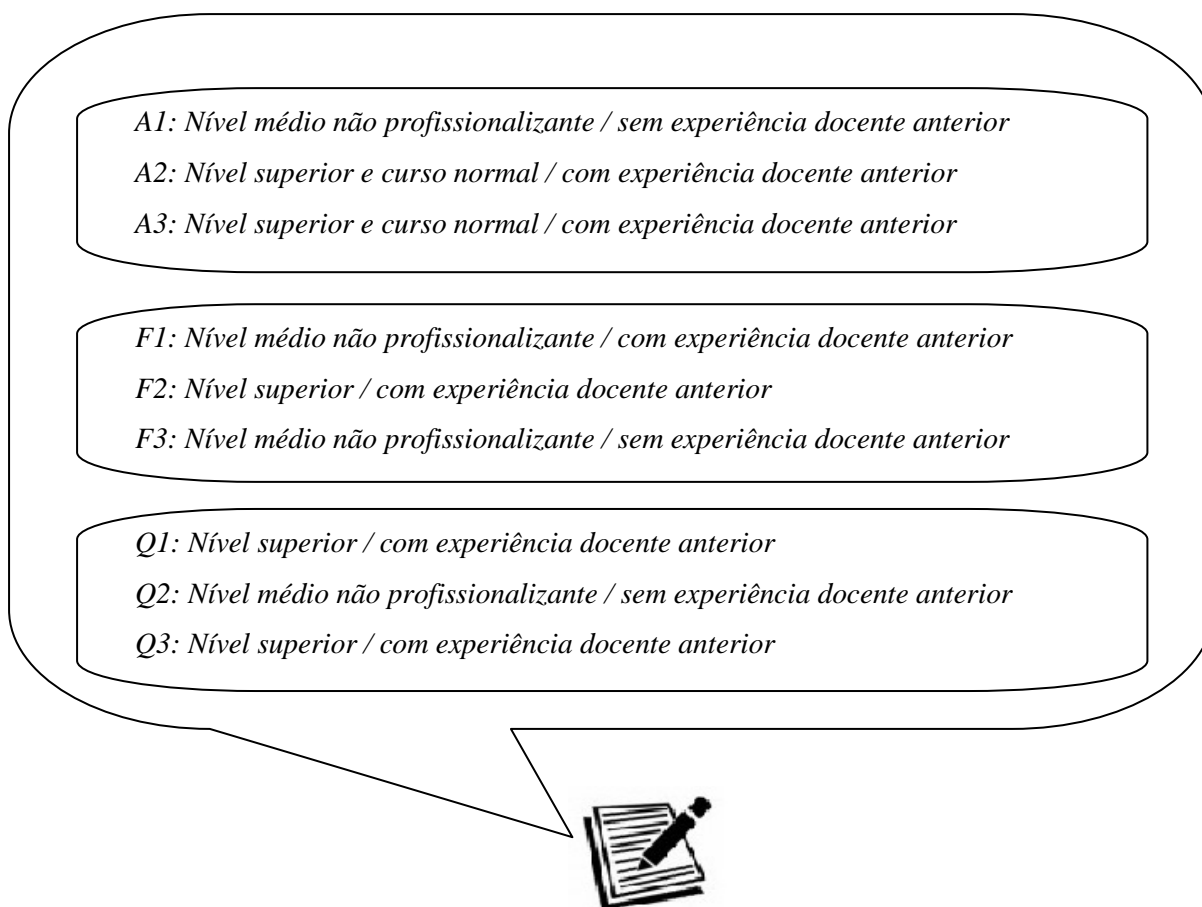 A1: Nível médio não profissionalizante / sem experiência docente anterior
A2: Nível superior e curso normal / com experiência docente anterior
A3: Nível superior e curso normal / com experiência docente anterior
F1: Nível médio não profissionalizante / com experiência docente anterior
F2: Nível superior / com experiência docente anterior
F3: Nível médio não profissionalizante / sem experiência docente anterior
Q1: Nível superior / com experiência docente anterior
Q2: Nível médio não profissionalizante / sem experiência docente anterior
Q3: Nível superior / com experiência docente anterior